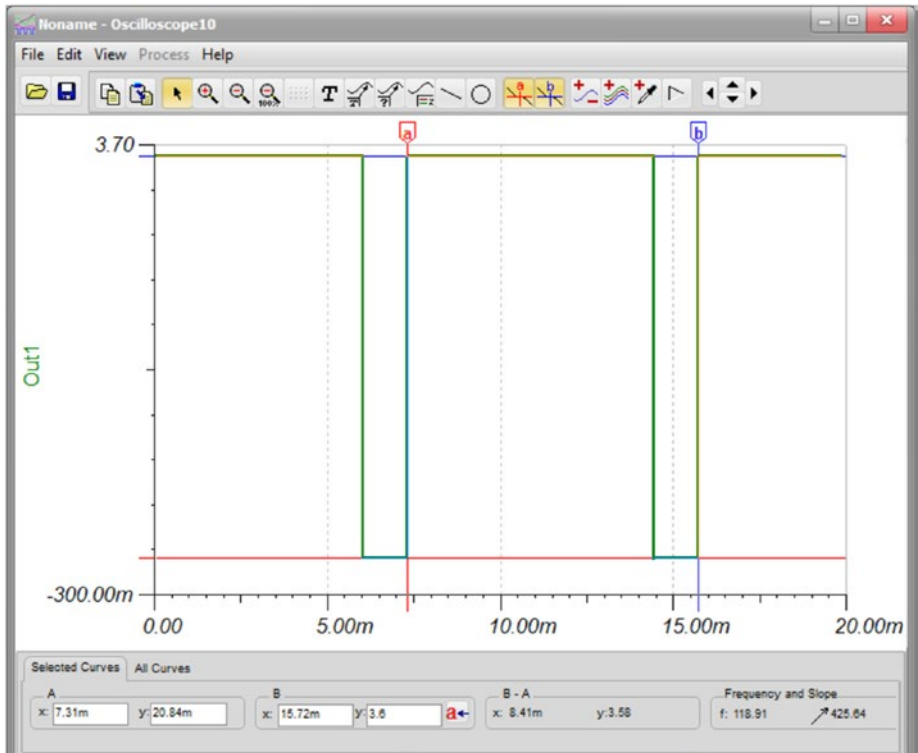 Noname - Oscilloscope10
File Edit View Process Help
100% T ?
a b
3.70
Out1
-300.00m
0.00 5.00m 10.00m 15.00m 20.00m
Selected Curves All Curves
A B B - A Frequency and Slope
x: 7.31m y: 20.84m x: 15.72m y: 3.6 a x: 8.41m y:3.58 f: 118.91 425.64